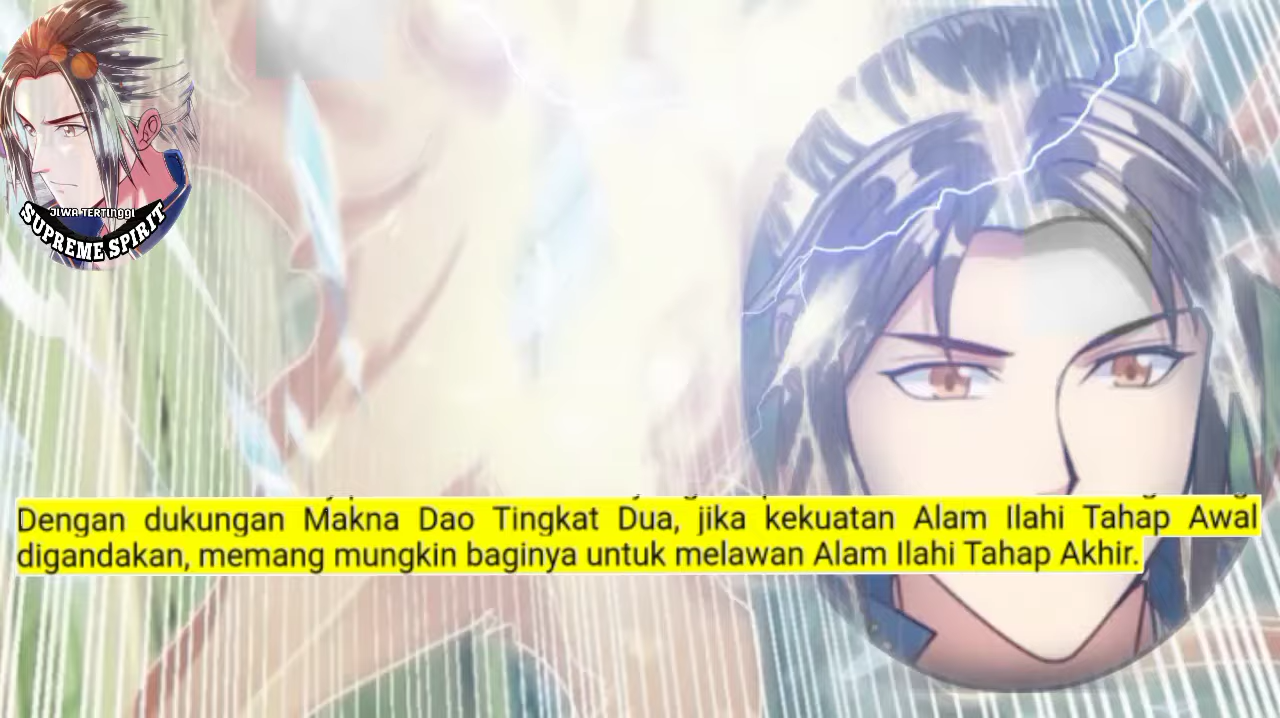 JIWA TERTINGGI
SUPREME SPIRIT
Dengan dukungan Makna Dao Tingkat Dua, jika kekuatan Alam Ilahi Tahap Awal
digandakan, memang mungkin baginya untuk melawan Alam Ilahi Tahap Akhir.